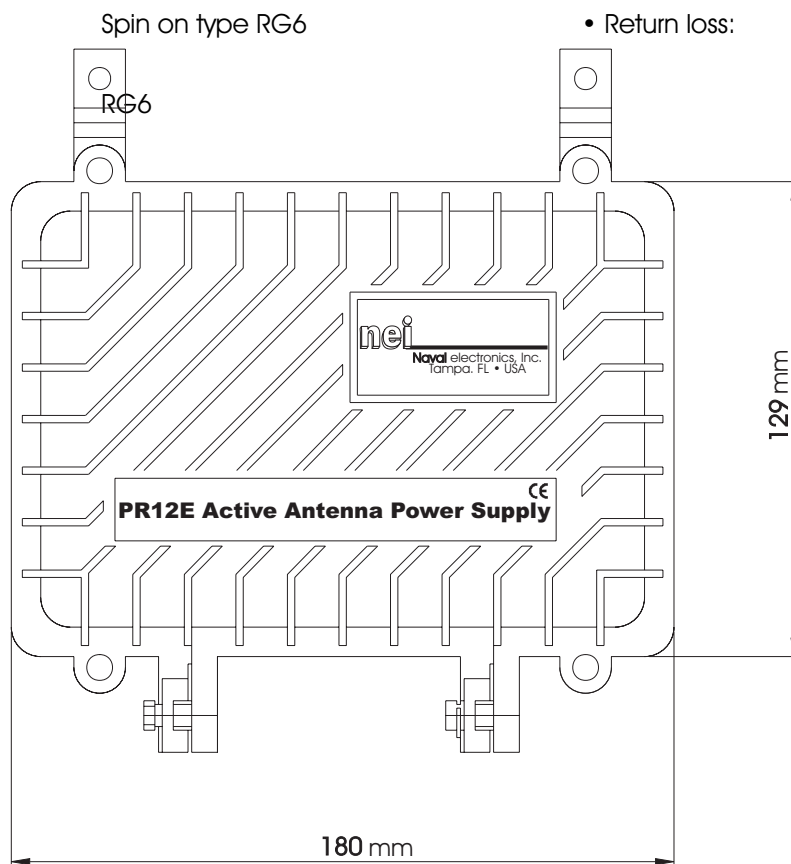 Spin on type RG6
• Return loss:
RG6
nei
Naval electronics, Inc.
Tampa. FL • USA
129 mm
CE
PR12E Active Antenna Power Supply
180 mm